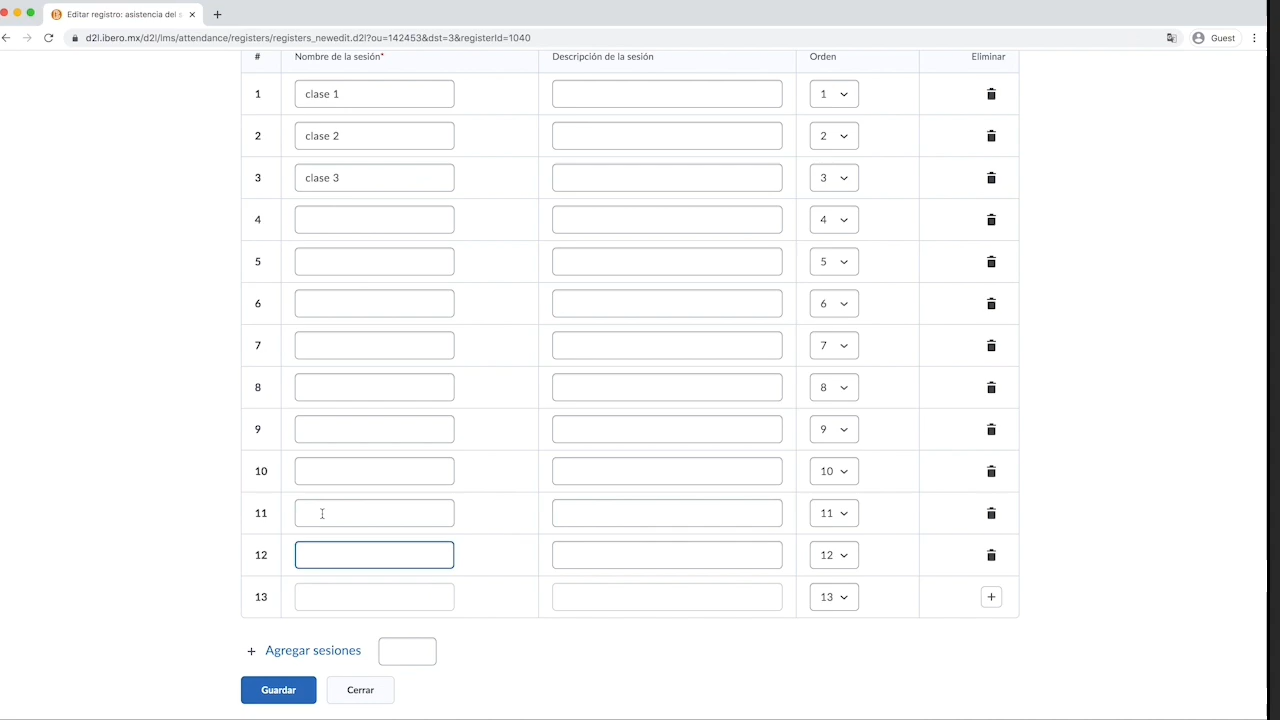 Editar registro: asistencia del s
d2l.ibero.mx/d2l/lms/attendance/registers/registers_newedit.d2l?ou=142453&dst=3&registerId=1040
Guest
# Nombre de la sesión* Descripción de la sesión Orden Eliminar
1 clase 1 1
2 clase 2 2
3 clase 3 3
4 4
5 5
6 6
7 7
8 8
9 9
10 10
11 11
12 12
13 13 +
+ Agregar sesiones
Guardar Cerrar